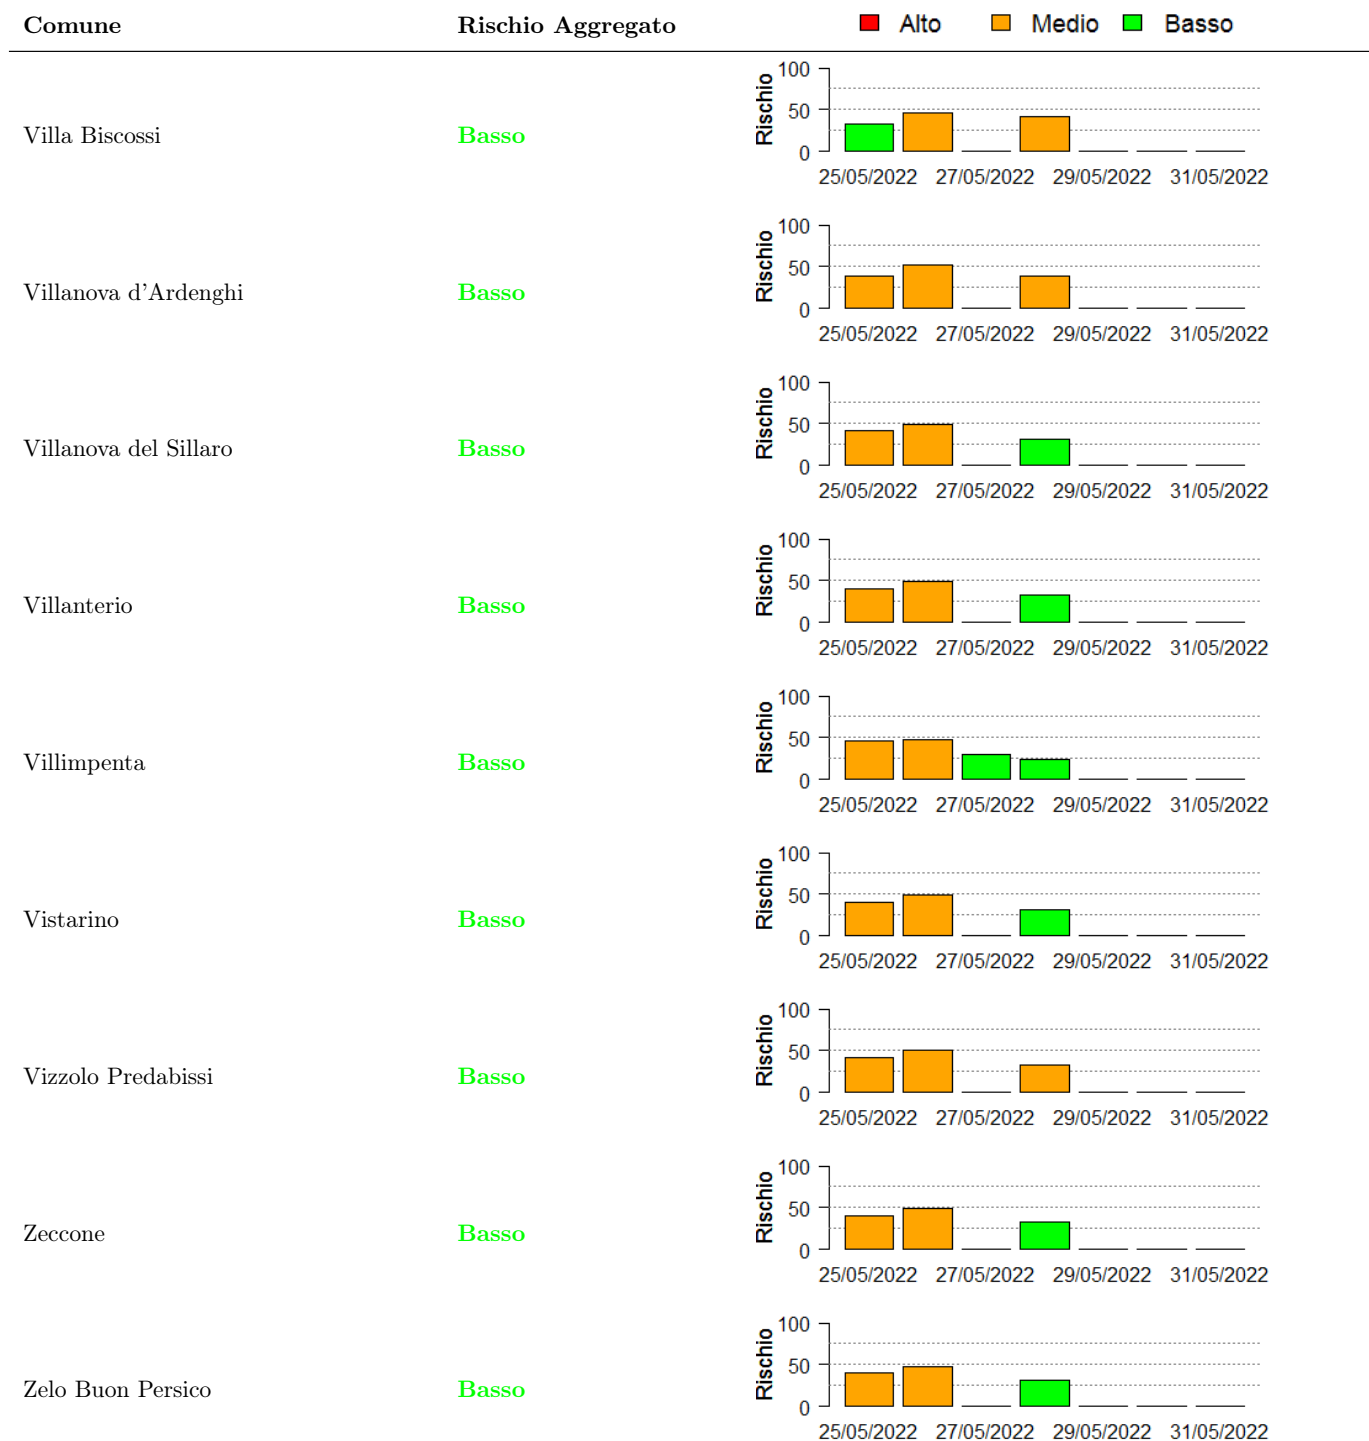 Comune Rischio Aggregato Alto Medio Basso
100
50
0
Rischio
Villa Biscossi Basso
25/05/2022 27/05/2022 29/05/2022 31/05/2022
100
50
0
Rischio
Villanova d'Ardenghi Basso
25/05/2022 27/05/2022 29/05/2022 31/05/2022
100
50
0
Rischio
Villanova del Sillaro Basso
25/05/2022 27/05/2022 29/05/2022 31/05/2022
100
50
0
Rischio
Villanterio Basso
25/05/2022 27/05/2022 29/05/2022 31/05/2022
100
50
0
Rischio
Villimpenta Basso
25/05/2022 27/05/2022 29/05/2022 31/05/2022
100
50
0
Rischio
Vistarino Basso
25/05/2022 27/05/2022 29/05/2022 31/05/2022
100
50
0
Rischio
Vizzolo Predabissi Basso
25/05/2022 27/05/2022 29/05/2022 31/05/2022
100
50
0
Rischio
Zeccone Basso
25/05/2022 27/05/2022 29/05/2022 31/05/2022
100
50
0
Rischio
Zelo Buon Persico Basso
25/05/2022 27/05/2022 29/05/2022 31/05/2022